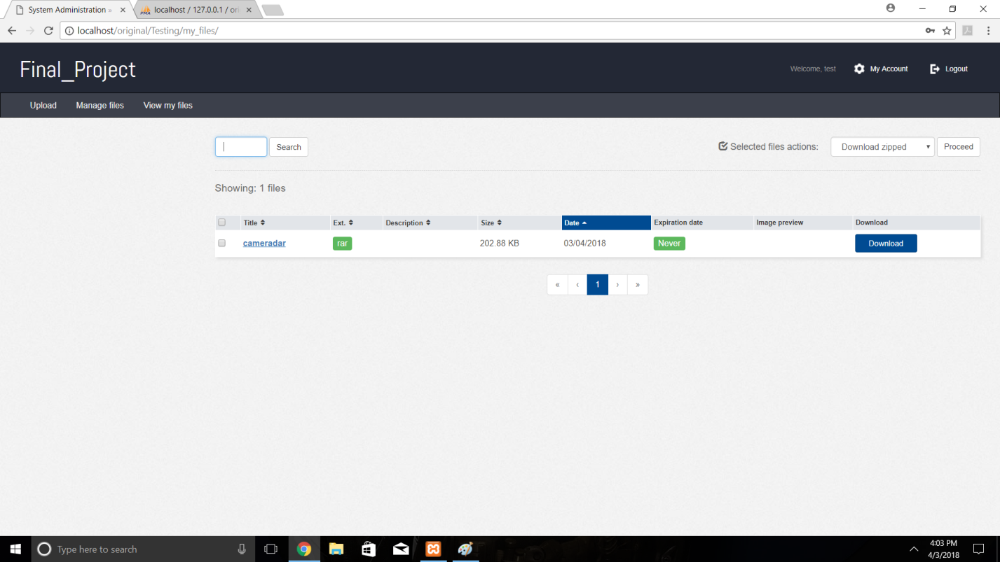 System Administration »
localhost / 127.0.0.1 / ori
localhost/original/Testing/my_files/
Final_Project
Welcome, test
My Account
Logout
Upload
Manage files
View my files
Search
Selected files actions:
Download zipped
Proceed
Showing: 1 files
Title Ext. Description Size Date Expiration date Image preview Download
cameradar rar 202.88 KB 03/04/2018 Never Download
« ‹ 1 › »
Type here to search
4:03 PM
4/3/2018